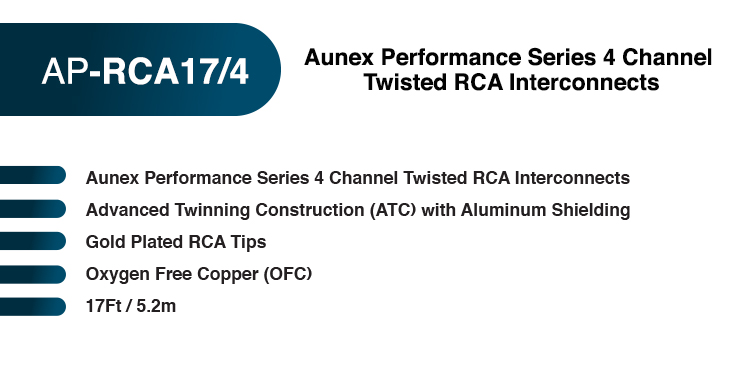 AP-RCA17/4
Aunex Performance Series 4 Channel
Twisted RCA Interconnects
Aunex Performance Series 4 Channel Twisted RCA Interconnects
Advanced Twinning Construction (ATC) with Aluminum Shielding
Gold Plated RCA Tips
Oxygen Free Copper (OFC)
17Ft / 5.2m